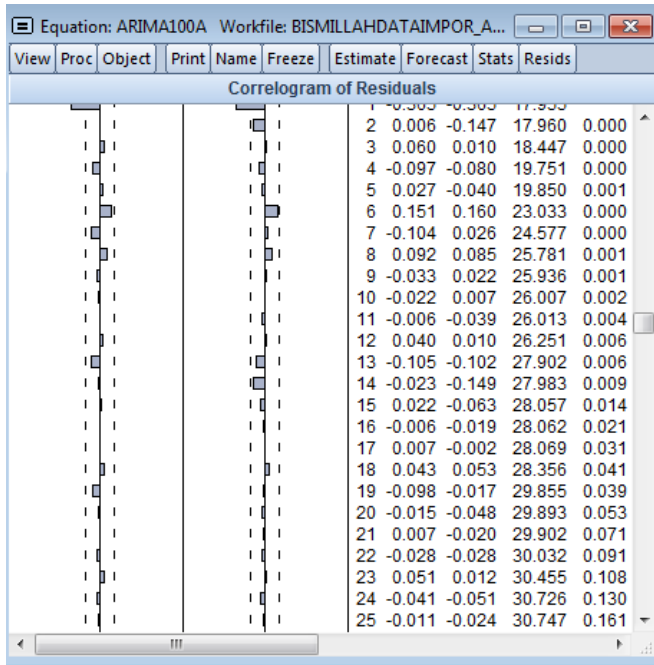 Equation: ARIMA100A Workfile: BISMILLAHDATAIMPOR_A...
View Proc Object Print Name Freeze Estimate Forecast Stats Resids
Correlogram of Residuals
1 -0.365 -0.365 17.953
2 0.006 -0.147 17.960 0.000
3 0.060 0.010 18.447 0.000
4 -0.097 -0.080 19.751 0.000
5 0.027 -0.040 19.850 0.001
6 0.151 0.160 23.033 0.000
7 -0.104 0.026 24.577 0.000
8 0.092 0.085 25.781 0.001
9 -0.033 0.022 25.936 0.001
10 -0.022 0.007 26.007 0.002
11 -0.006 -0.039 26.013 0.004
12 0.040 0.010 26.251 0.006
13 -0.105 -0.102 27.902 0.006
14 -0.023 -0.149 27.983 0.009
15 0.022 -0.063 28.057 0.014
16 -0.006 -0.019 28.062 0.021
17 0.007 -0.002 28.069 0.031
18 0.043 0.053 28.356 0.041
19 -0.098 -0.017 29.855 0.039
20 -0.015 -0.048 29.893 0.053
21 0.007 -0.020 29.902 0.071
22 -0.028 -0.028 30.032 0.091
23 0.051 0.012 30.455 0.108
24 -0.041 -0.051 30.726 0.130
25 -0.011 -0.024 30.747 0.161